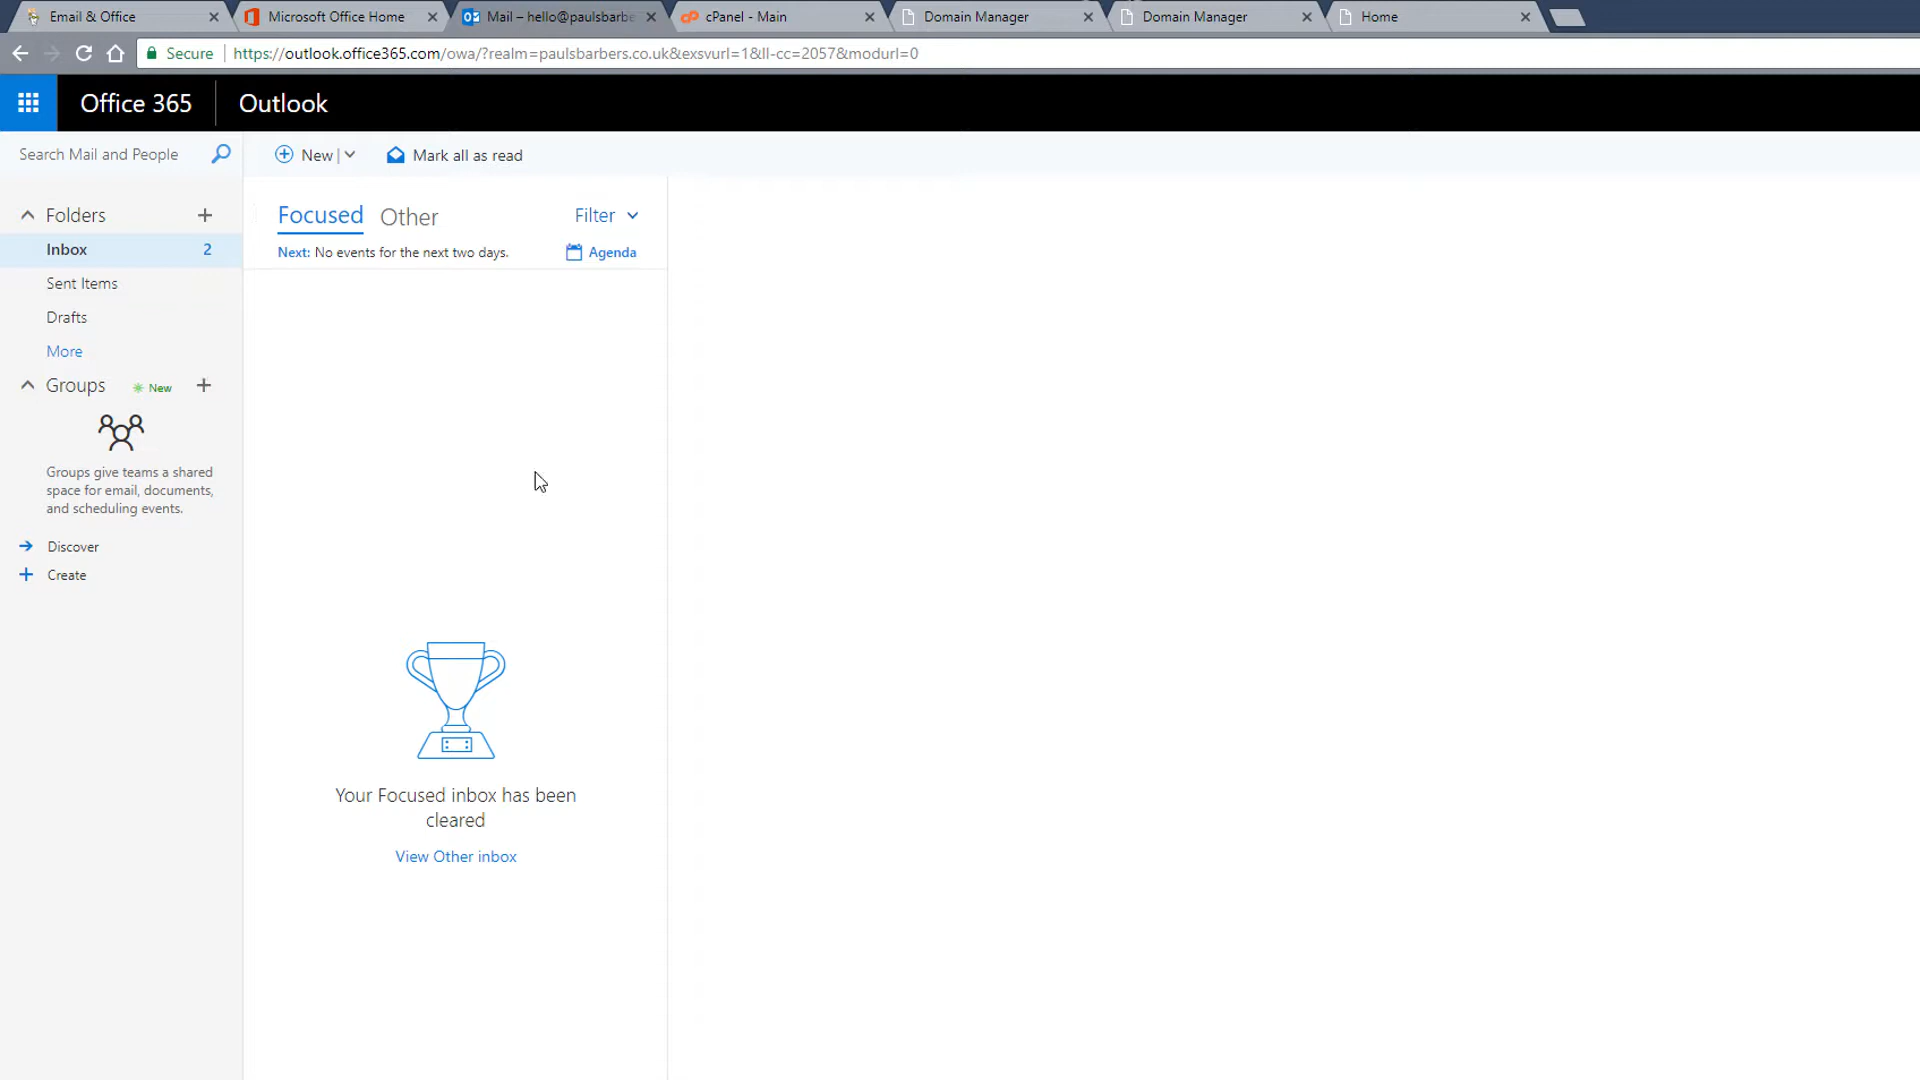 Email & Office
Microsoft Office Home
Mail – hello@paulsbarbe
cPanel - Main
Domain Manager
Domain Manager
Home
Secure
https://outlook.office365.com/owa/?realm=paulsbarbers.co.uk&exsvurl=1&ll-cc=2057&modurl=0
Office 365
Outlook
Search Mail and People
New
Mark all as read
Folders
Inbox 2
Sent Items
Drafts
More
Groups
New
Groups give teams a shared
space for email, documents,
and scheduling events.
Discover
Create
Focused
Other
Filter
Next: No events for the next two days.
Agenda
Your Focused inbox has been
cleared
View Other inbox